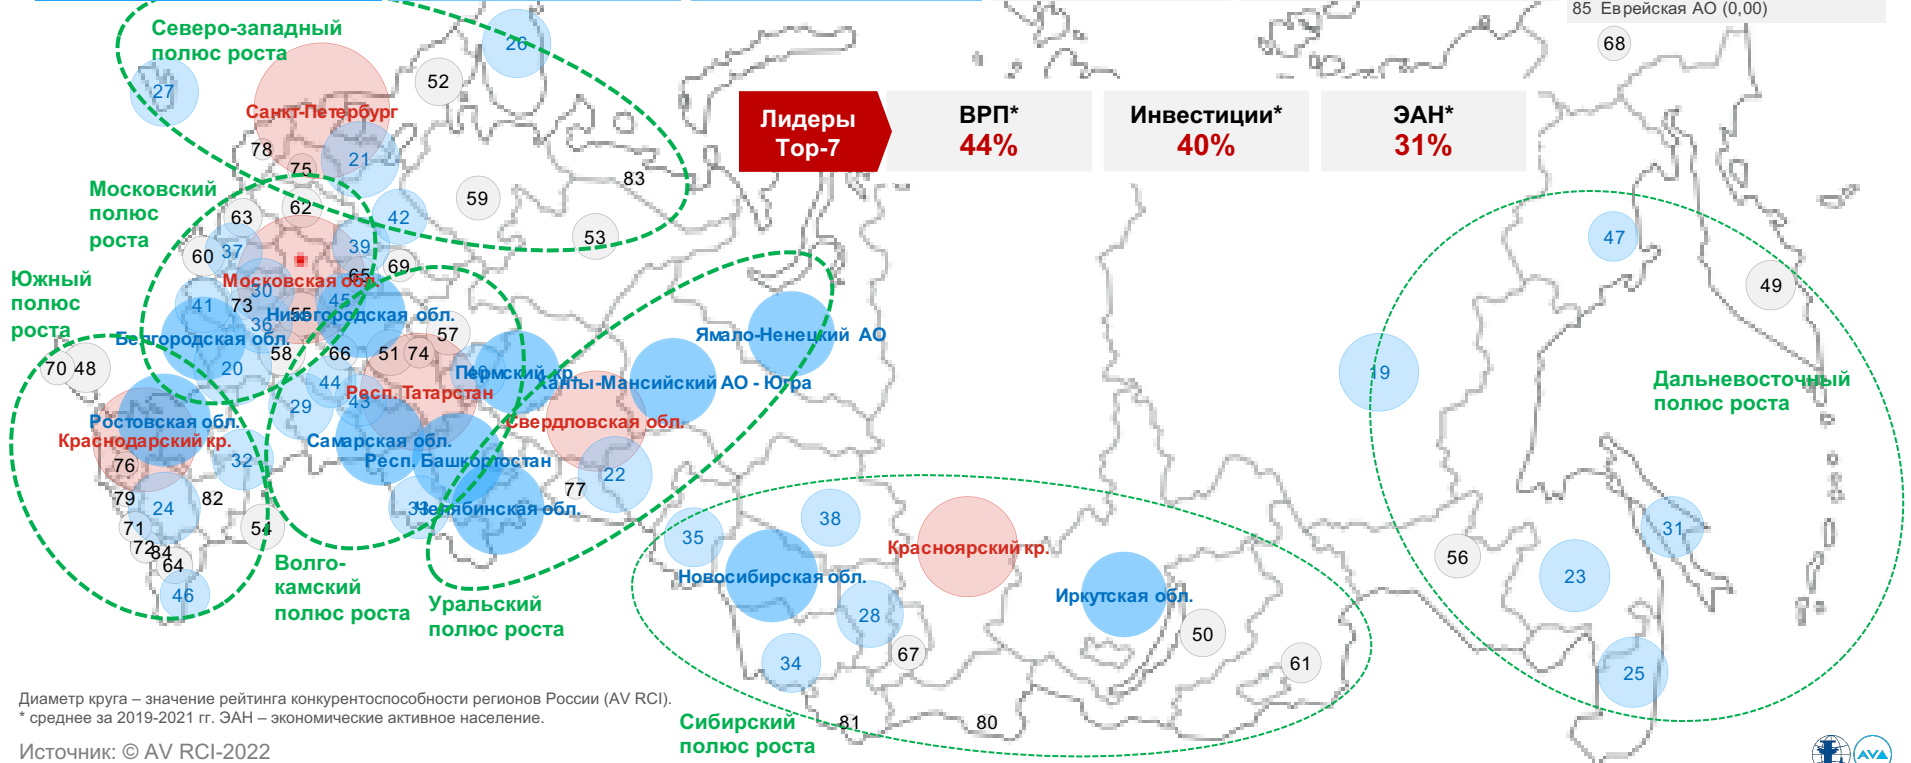 85 Еврейская АО (0,00)
Северо-западный
полюс роста
26
68
52
27
Санкт-Петербург
Лидеры
Top-7
ВРП*
44%
Инвестиции*
40%
ЭАН*
31%
78
21
75
83
Московский
полюс
роста
59
62
63
42
53
47
37
39
60
65
69
Южный
полюс
роста
Московская обл.
30
49
41
73
45
55
Нижегородская обл.
36
57
Ямало-Ненецкий АО
Белгородская обл.
58
66
51
74
70
48
20
40
Пермский кр.
Ханты-Мансийский АО - Югра
19
Дальневосточный
полюс роста
44
Респ. Татарстан
29
43
Ростовская обл.
Свердловская обл.
Краснодарский кр.
Самарская обл.
76
32
Респ. Башкортостан
22
77
79
82
24
33
Челябинская обл.
38
71
54
31
35
72
84
Красноярский кр.
56
64
Волго-
камский
полюс роста
Новосибирская обл.
23
46
Иркутская обл.
Уральский
полюс роста
28
50
67
34
61
25
Диаметр круга – значение рейтинга конкурентоспособности регионов России (AV RCI).
* среднее за 2019-2021 гг. ЭАН – экономические активное население.
Сибирский
полюс роста
81
80
Источник: © AV RCI-2022
AVA